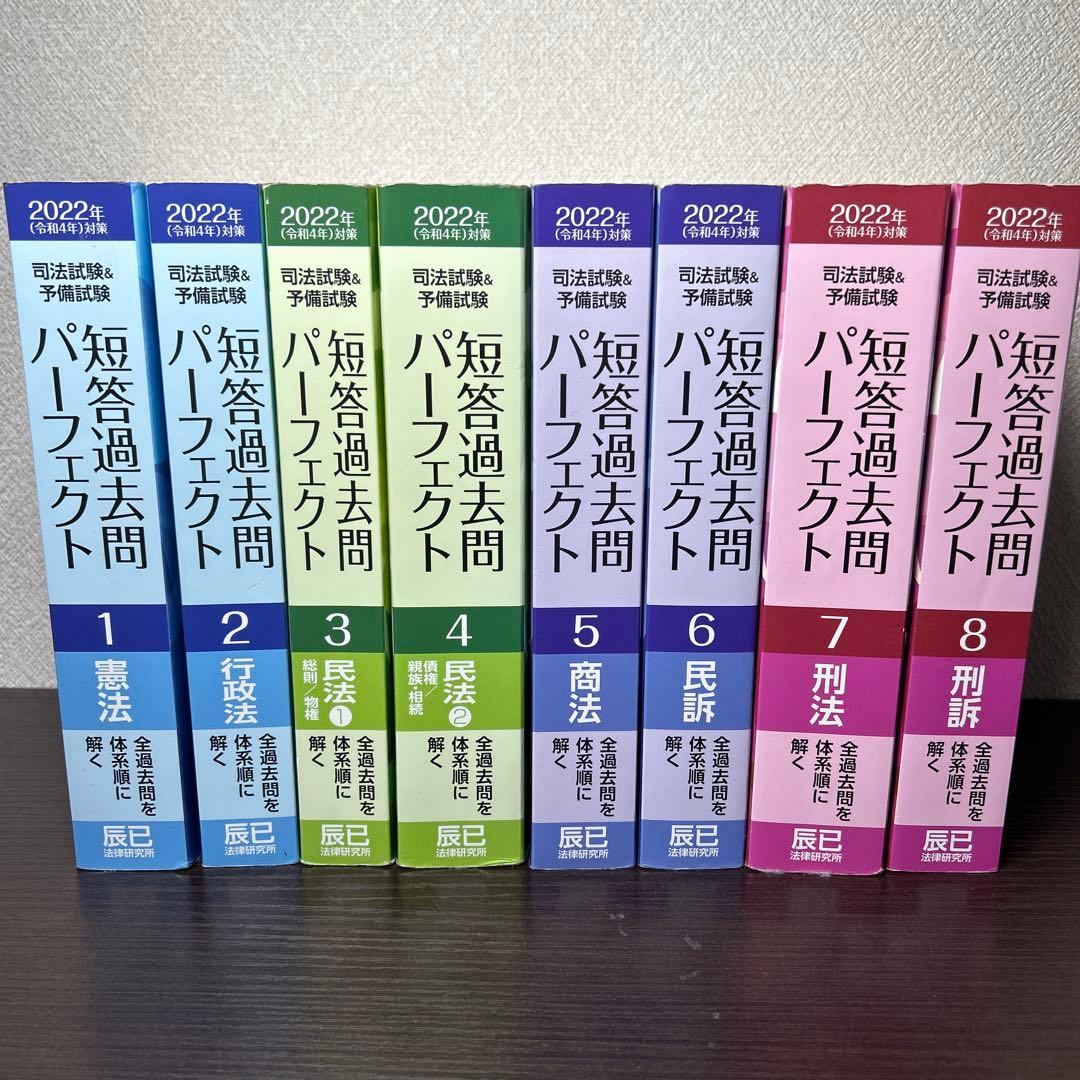 2022年
(令和4年)対策
司法試験&
予備試験
短答過去問
パーフェクト
1
憲法
全過去問を
体系順に
解く
辰已
法律研究所
2022年
(令和4年)対策
司法試験&
予備試験
短答過去問
パーフェクト
2
行政法
全過去問を
体系順に
解く
辰已
法律研究所
2022年
(令和4年)対策
司法試験&
予備試験
短答過去問
パーフェクト
3
民法1
総則/物権
全過去問を
体系順に
解く
辰已
法律研究所
2022年
(令和4年)対策
司法試験&
予備試験
短答過去問
パーフェクト
4
民法2
債権/
親族・相続
全過去問を
体系順に
解く
辰已
法律研究所
2022年
(令和4年)対策
司法試験&
予備試験
短答過去問
パーフェクト
5
商法
全過去問を
体系順に
解く
辰已
法律研究所
2022年
(令和4年)対策
司法試験&
予備試験
短答過去問
パーフェクト
6
民訴
全過去問を
体系順に
解く
辰已
法律研究所
2022年
(令和4年)対策
司法試験&
予備試験
短答過去問
パーフェクト
7
刑法
全過去問を
体系順に
解く
辰已
法律研究所
2022年
(令和4年)対策
司法試験&
予備試験
短答過去問
パーフェクト
8
刑訴
全過去問を
体系順に
解く
辰已
法律研究所